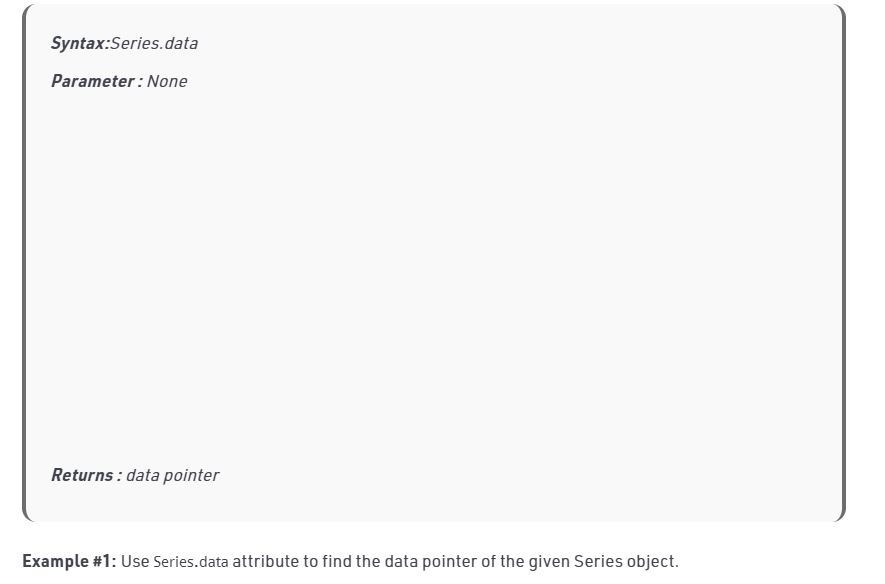 Syntax:Series.data
Parameter : None
Returns : data pointer
Example #1: Use Series.data attribute to find the data pointer of the given Series object.